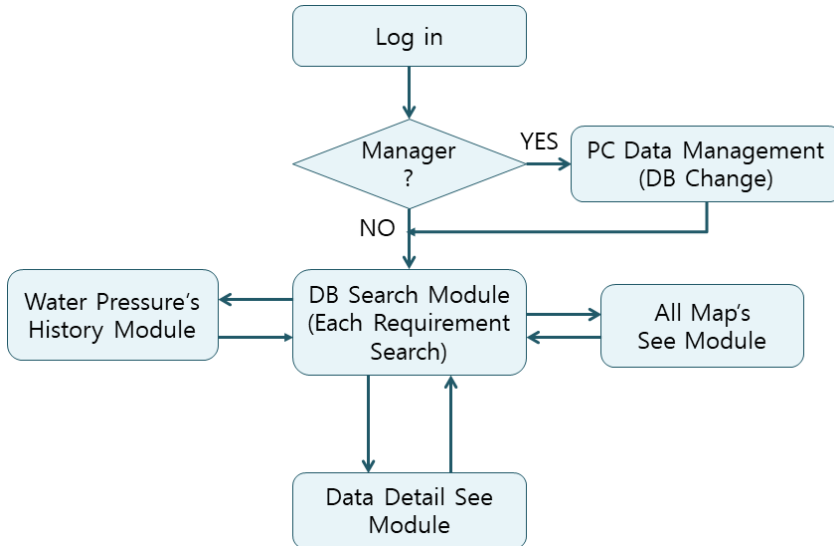 Log in
Manager
?
YES
PC Data Management
(DB Change)
NO
Water Pressure's
History Module
DB Search Module
(Each Requirement
Search)
All Map's
See Module
Data Detail See
Module